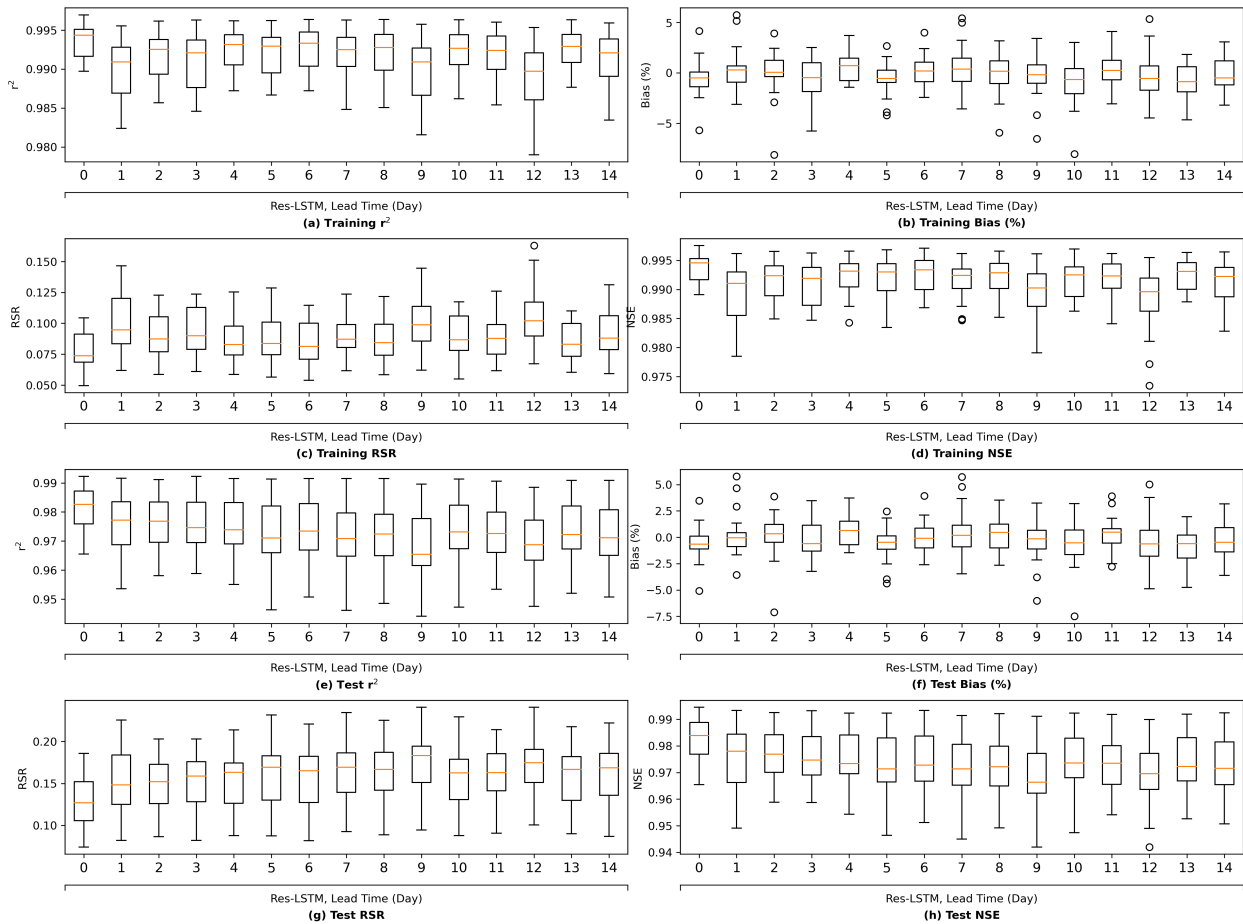 0.995
0.990
0.985
0.980
r²
0 1 2 3 4 5 6 7 8 9 10 11 12 13 14
Res-LSTM, Lead Time (Day)
(a) Training r²
5
0
−5
Bias (%)
0 1 2 3 4 5 6 7 8 9 10 11 12 13 14
Res-LSTM, Lead Time (Day)
(b) Training Bias (%)
0.150
0.125
0.100
0.075
0.050
RSR
0 1 2 3 4 5 6 7 8 9 10 11 12 13 14
Res-LSTM, Lead Time (Day)
(c) Training RSR
0.995
0.990
0.985
0.975
NSE
0 1 2 3 4 5 6 7 8 9 10 11 12 13 14
Res-LSTM, Lead Time (Day)
(d) Training NSE
0.99
0.98
0.97
0.96
0.95
r²
0 1 2 3 4 5 6 7 8 9 10 11 12 13 14
Res-LSTM, Lead Time (Day)
(e) Test r²
5.0
2.5
0.0
−2.5
−5.0
−7.5
Bias (%)
0 1 2 3 4 5 6 7 8 9 10 11 12 13 14
Res-LSTM, Lead Time (Day)
(f) Test Bias (%)
0.20
0.15
0.10
RSR
0 1 2 3 4 5 6 7 8 9 10 11 12 13 14
Res-LSTM, Lead Time (Day)
(g) Test RSR
0.99
0.98
0.97
0.96
0.95
0.94
NSE
0 1 2 3 4 5 6 7 8 9 10 11 12 13 14
Res-LSTM, Lead Time (Day)
(h) Test NSE